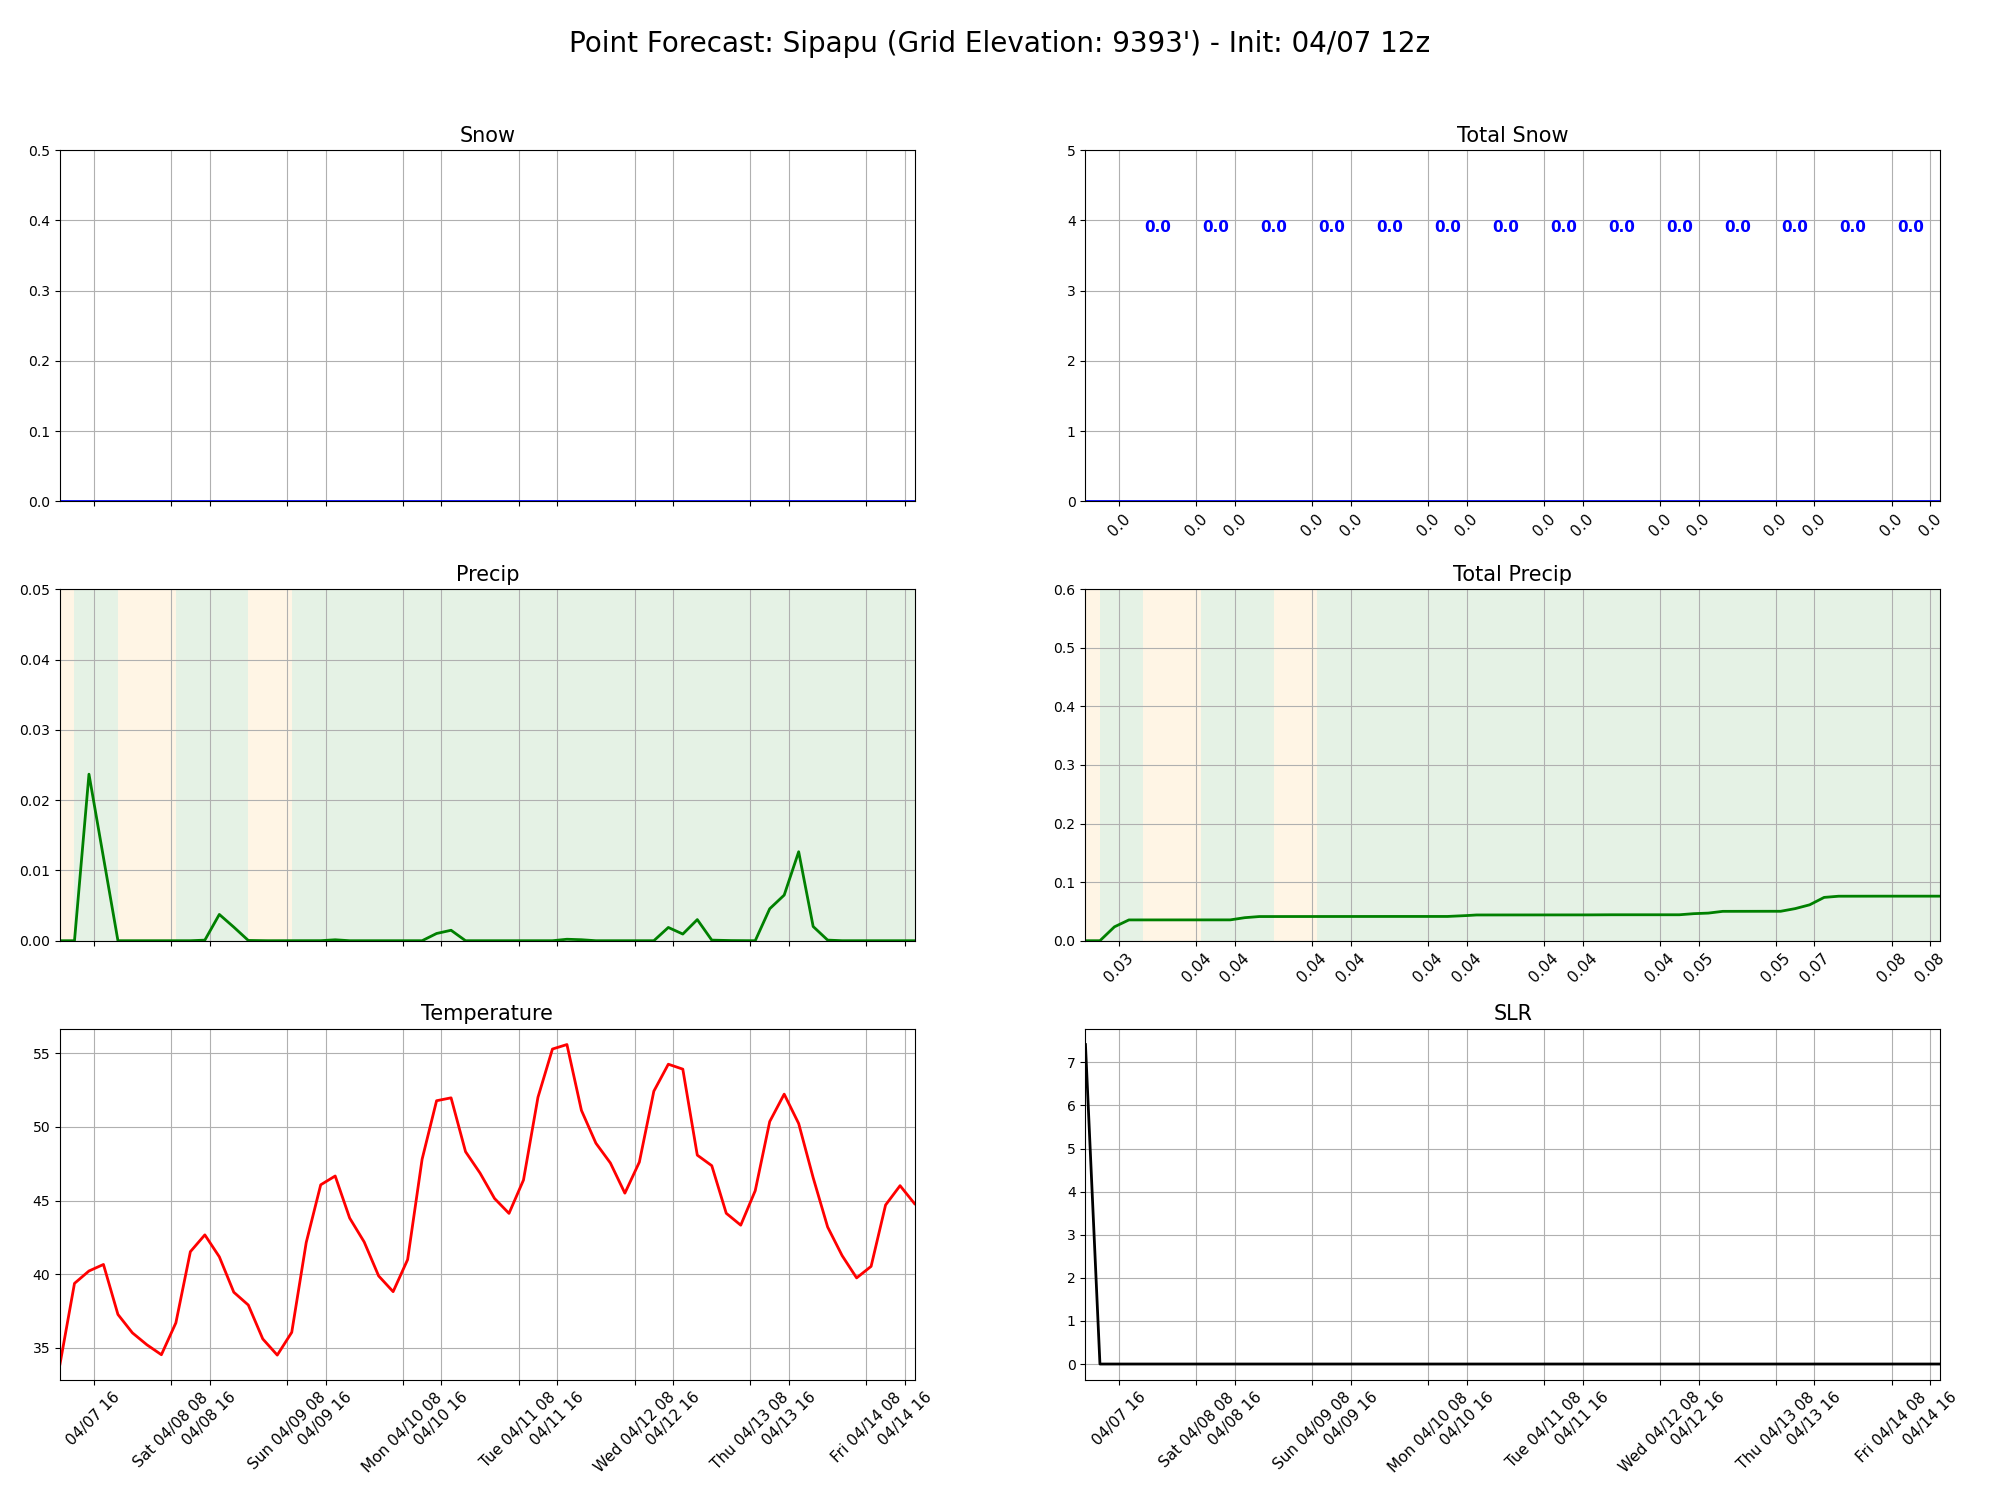 Point Forecast: Sipapu (Grid Elevation: 9393') - Init: 04/07 12z
Snow
0.5
0.4
0.3
0.2
0.1
0.0
Total Snow
5
4
3
2
1
0
0.0 0.0 0.0 0.0 0.0 0.0 0.0 0.0 0.0 0.0 0.0 0.0 0.0 0.0
0.0 0.0 0.0 0.0 0.0 0.0 0.0 0.0 0.0 0.0 0.0 0.0 0.0 0.0 0.0
Precip
0.05
0.04
0.03
0.02
0.01
0.00
Total Precip
0.6
0.5
0.4
0.3
0.2
0.1
0.0
0.03 0.04 0.04 0.04 0.04 0.04 0.04 0.04 0.04 0.04 0.05 0.05 0.07 0.08 0.08
Temperature
55
50
45
40
35
04/07 16
Sat 04/08 08
04/08 16
Sun 04/09 08
04/09 16
Mon 04/10 08
04/10 16
Tue 04/11 08
04/11 16
Wed 04/12 08
04/12 16
Thu 04/13 08
04/13 16
Fri 04/14 08
04/14 16
SLR
7
6
5
4
3
2
1
0
04/07 16
Sat 04/08 08
04/08 16
Sun 04/09 08
04/09 16
Mon 04/10 08
04/10 16
Tue 04/11 08
04/11 16
Wed 04/12 08
04/12 16
Thu 04/13 08
04/13 16
Fri 04/14 08
04/14 16